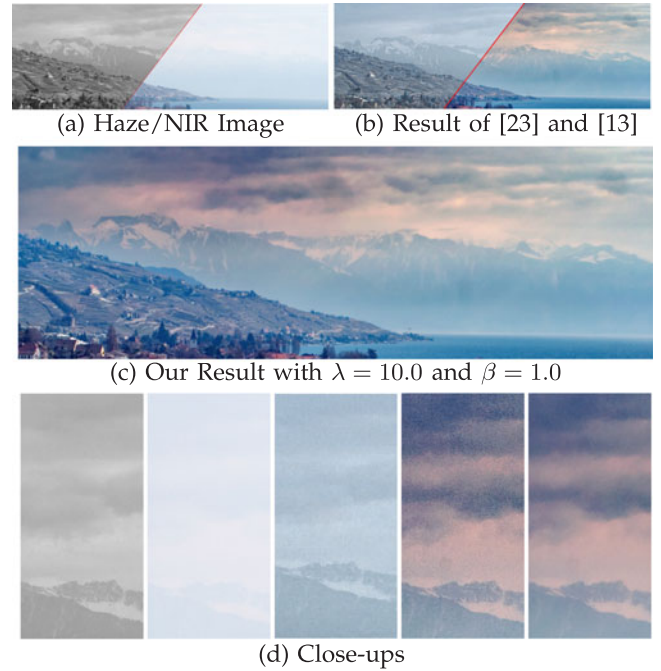 (a) Haze/NIR Image
(b) Result of [23] and [13]
(c) Our Result with λ = 10.0 and β = 1.0
(d) Close-ups